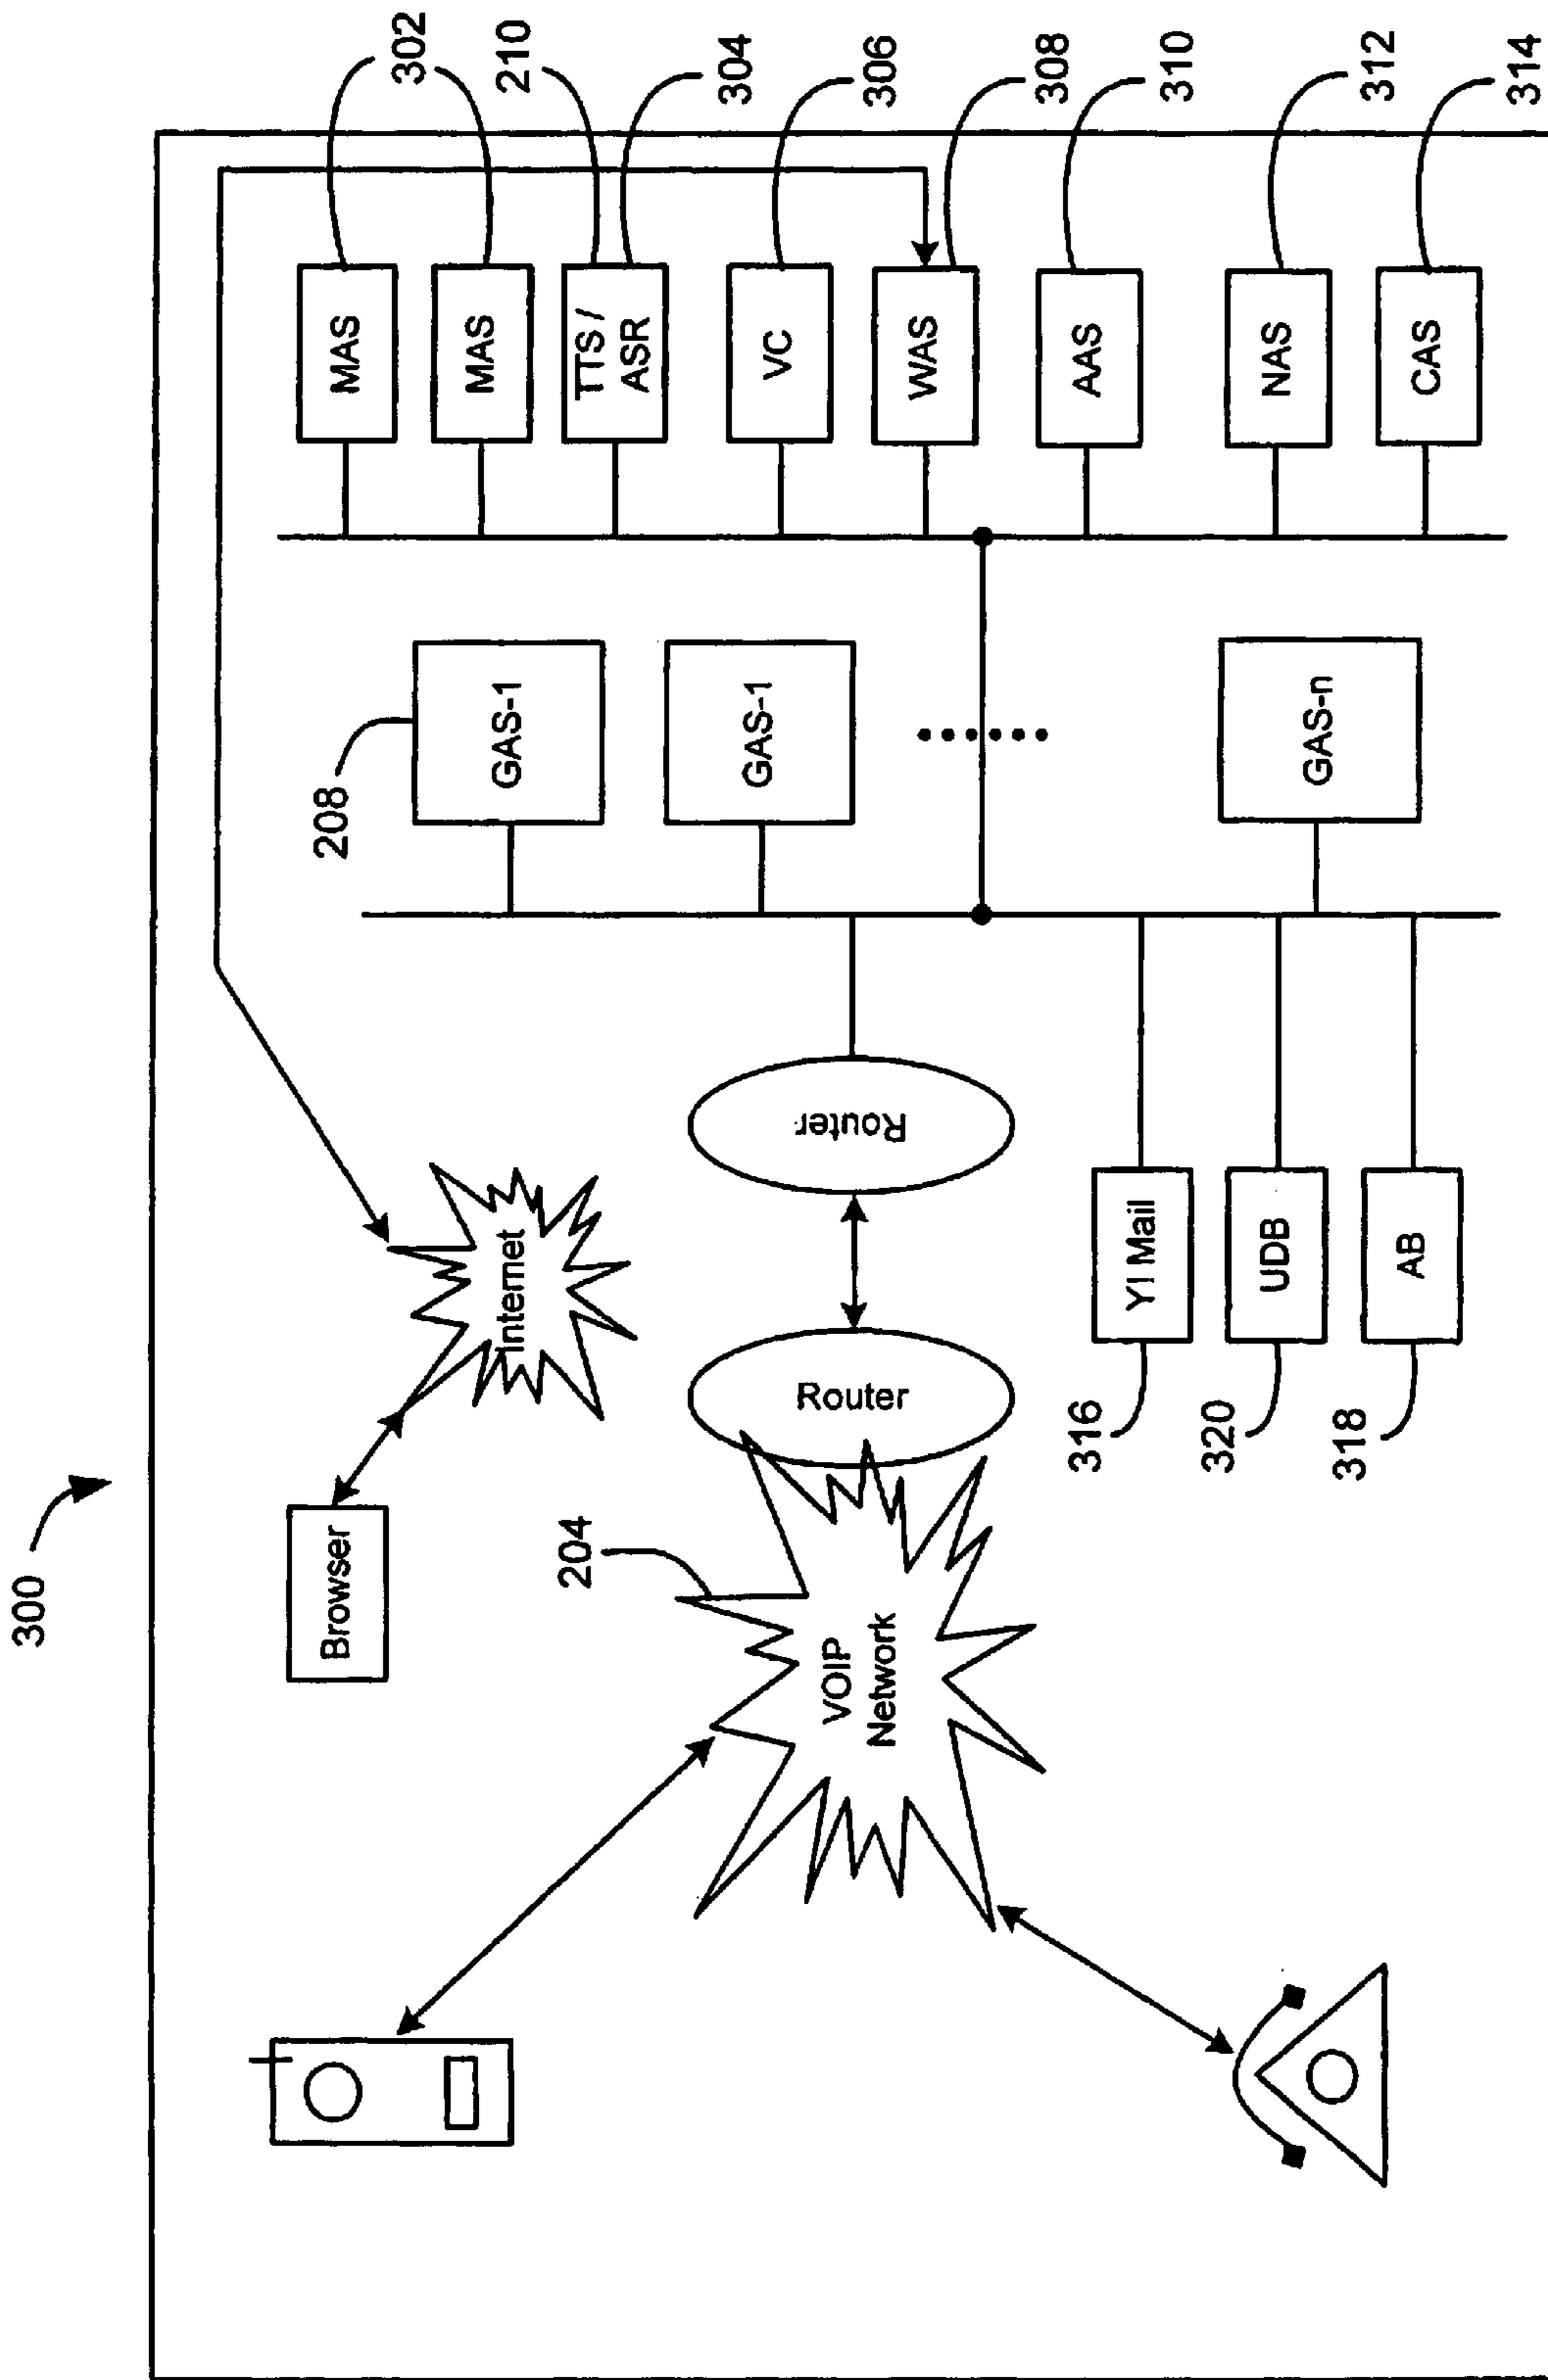 300
Browser
208
MAS
302
MAS
Internet
GAS-1
210
204
TTS /
ASR
304
GAS-1
VC
VOIP
Network
Router
Router
306
WAS
308
Y! Mail
316
AAS
310
UDB
320
GAS-n
NAS
312
AB
318
CAS
314